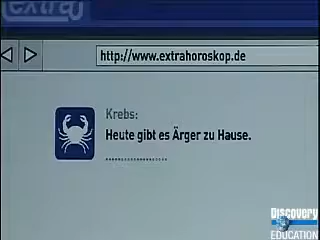 extra
http://www.extrahoroskop.de
Krebs:
Heute gibt es Ärger zu Hause.
Discovery
EDUCATION